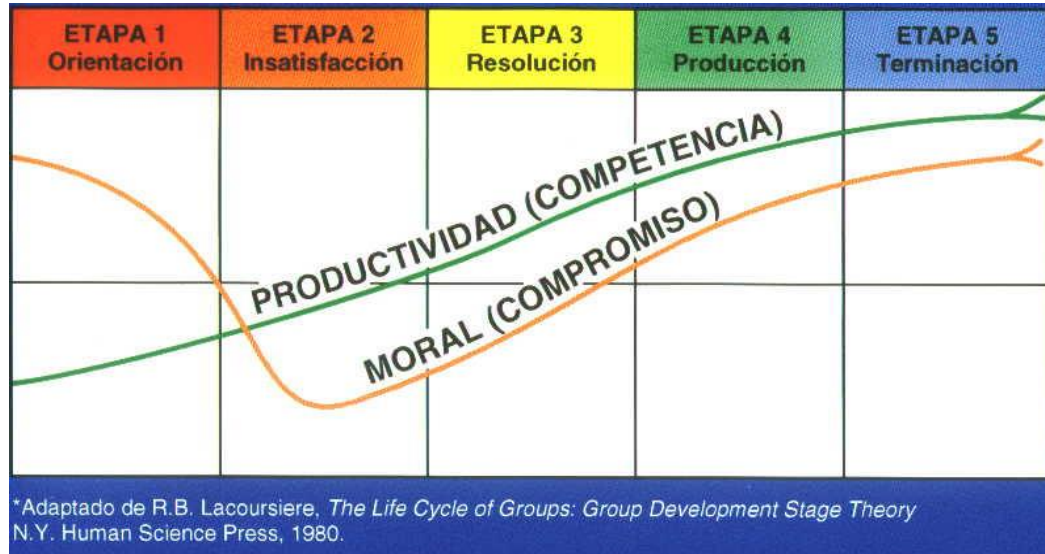 ETAPA 1
Orientación
ETAPA 2
Insatisfacción
ETAPA 3
Resolución
ETAPA 4
Producción
ETAPA 5
Terminación
PRODUCTIVIDAD (COMPETENCIA)
MORAL (COMPROMISO)
*Adaptado de R.B. Lacoursiere, The Life Cycle of Groups: Group Development Stage Theory
N.Y. Human Science Press, 1980.